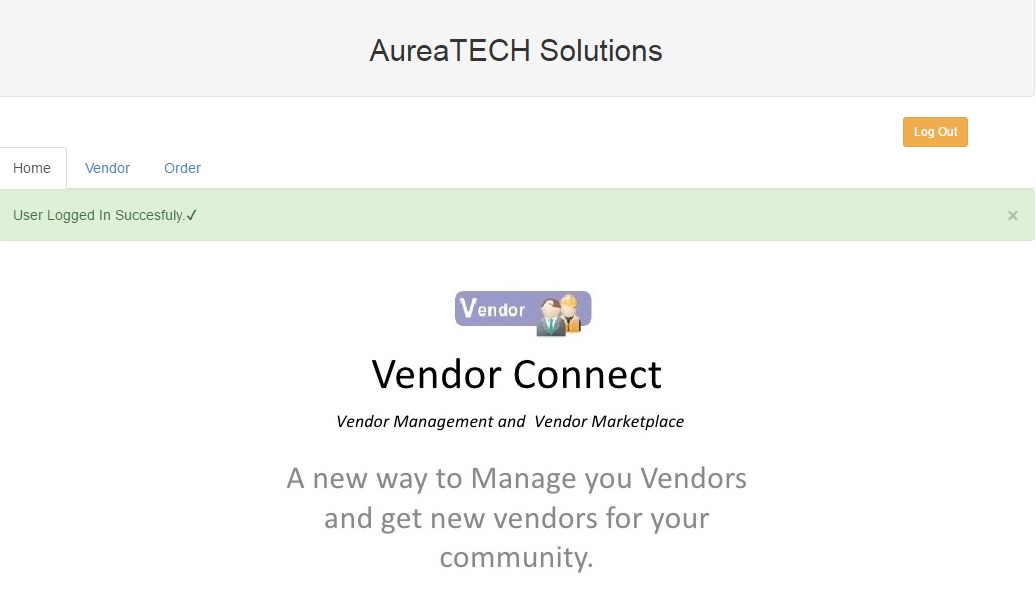 AureaTECH Solutions
Log Out
Home Vendor Order
User Logged In Succesfuly.✓ ×
Vendor
Vendor Connect
Vendor Management and Vendor Marketplace
A new way to Manage you Vendors
and get new vendors for your
community.